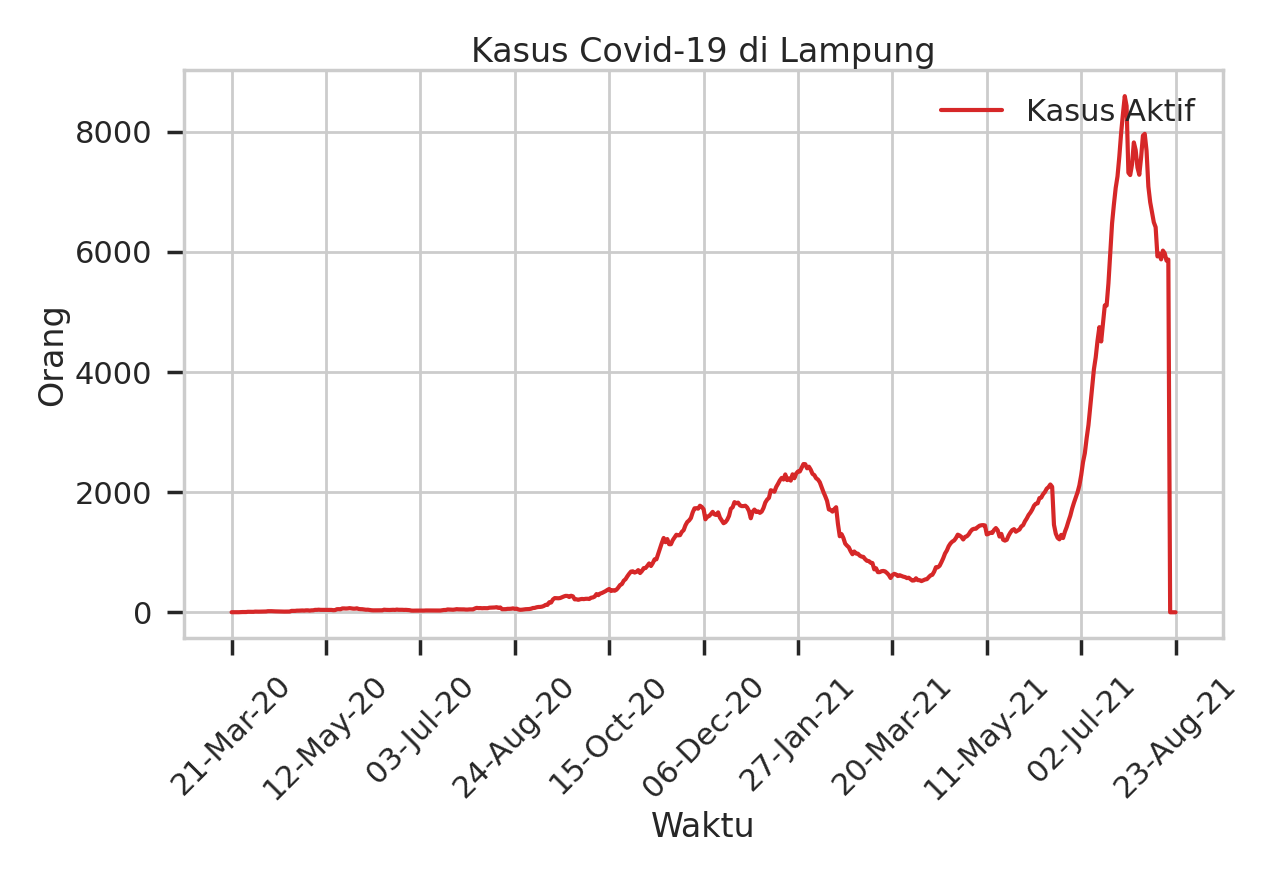 Kasus Covid-19 di Lampung
Kasus Aktif
Orang
8000
6000
4000
2000
0
21-Mar-20
12-May-20
03-Jul-20
24-Aug-20
15-Oct-20
06-Dec-20
27-Jan-21
20-Mar-21
11-May-21
02-Jul-21
23-Aug-21
Waktu